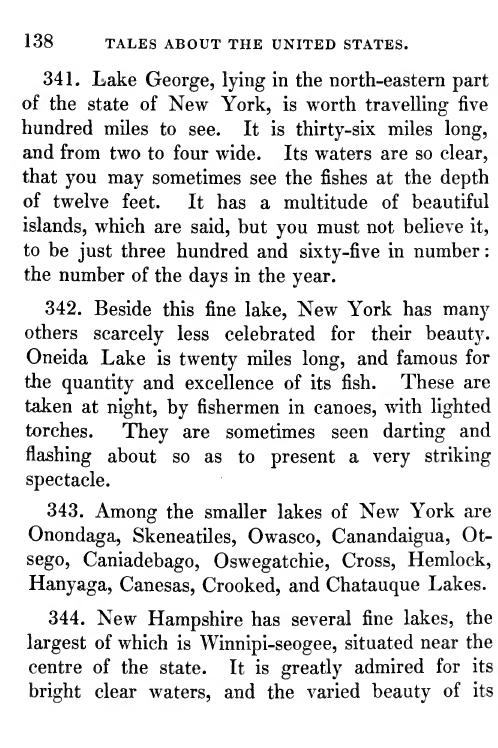 138 TALES ABOUT THE UNITED STATES.
341. Lake George, lying in the north-eastern part
of the state of New York, is worth travelling five
hundred miles to see. It is thirty-six miles long,
and from two to four wide. Its waters are so clear,
that you may sometimes see the fishes at the depth
of twelve feet. It has a multitude of beautiful
islands, which are said, but you must not believe it,
to be just three hundred and sixty-five in number:
the number of the days in the year.
342. Beside this fine lake, New York has many
others scarcely less celebrated for their beauty.
Oneida Lake is twenty miles long, and famous for
the quantity and excellence of its fish. These are
taken at night, by fishermen in canoes, with lighted
torches. They are sometimes seen darting and
flashing about so as to present a very striking
spectacle.
343. Among the smaller lakes of New York are
Onondaga, Skeneatiles, Owasco, Canandaigua, Ot-
sego, Caniadebago, Oswegatchie, Cross, Hemlock,
Hanyaga, Canesas, Crooked, and Chatauque Lakes.
344. New Hampshire has several fine lakes, the
largest of which is Winnipi-seogee, situated near the
centre of the state. It is greatly admired for its
bright clear waters, and the varied beauty of its